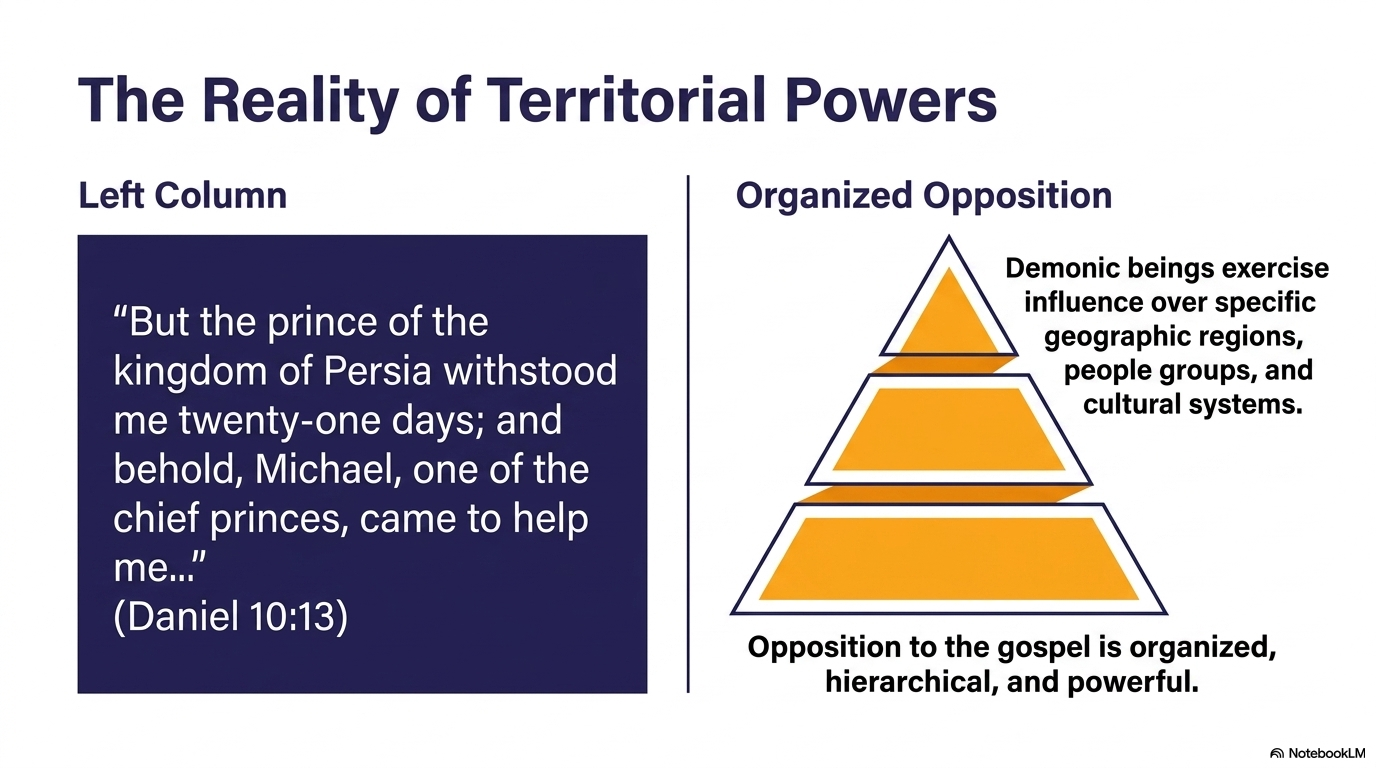 The Reality of Territorial Powers
Left Column
“But the prince of the
kingdom of Persia withstood
me twenty-one days; and
behold, Michael, one of the
chief princes, came to help
me...”
(Daniel 10:13)
Organized Opposition
Demonic beings exercise
influence over specific
geographic regions,
people groups, and
cultural systems.
Opposition to the gospel is organized,
hierarchical, and powerful.
NotebookLM